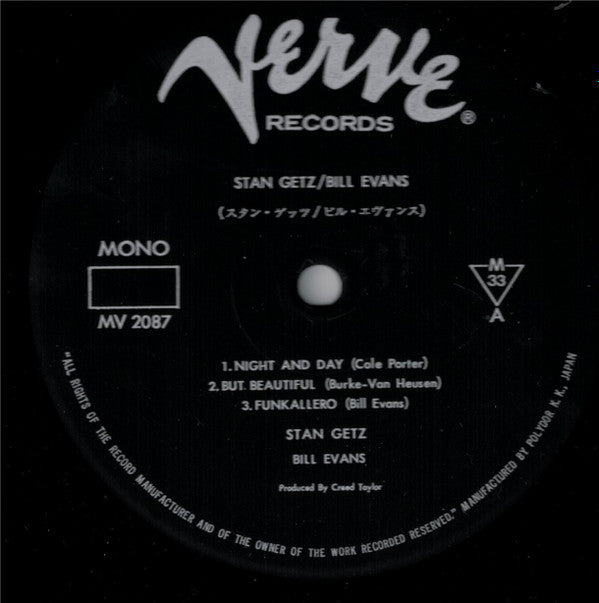 Verve®
RECORDS
STAN GETZ/BILL EVANS
(スタン・ゲッツ/ビル・エヴァンス)
MONO
MV 2087
M
33
A
1. NIGHT AND DAY (Cole Porter)
2. BUT BEAUTIFUL (Burke-Van Heusen)
3. FUNKALLERO (Bill Evans)
STAN GETZ
BILL EVANS
Produced By Creed Taylor
"ALL RIGHTS OF THE RECORD MANUFACTURER AND OF THE OWNER OF THE WORK RECORDED RESERVED." MANUFACTURED BY POLYDOR K. K., JAPAN